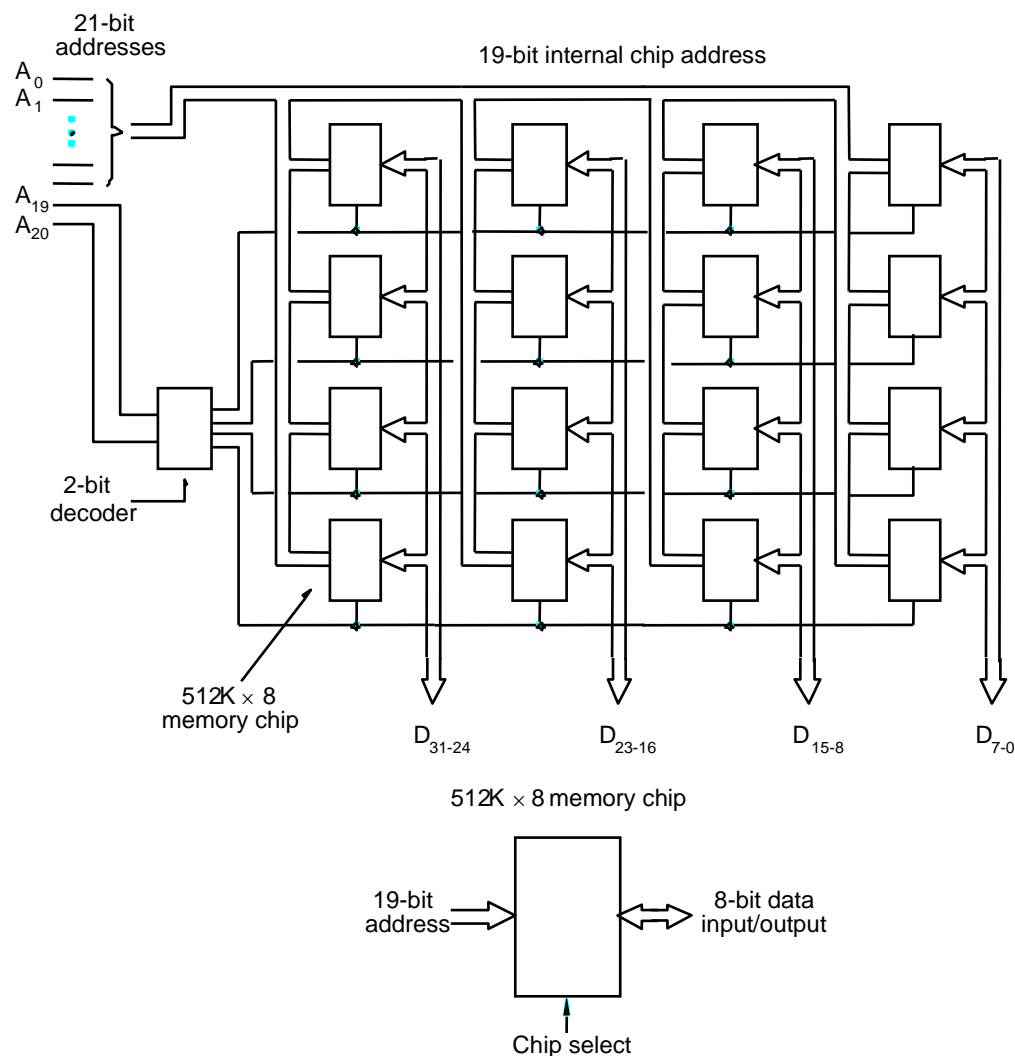 21-bit
addresses
19-bit internal chip address
A0
A1
A19
A20
2-bit
decoder
512K × 8
memory chip
D31-24
D23-16
D15-8
D7-0
512K × 8 memory chip
19-bit
address
8-bit data
input/output
Chip select